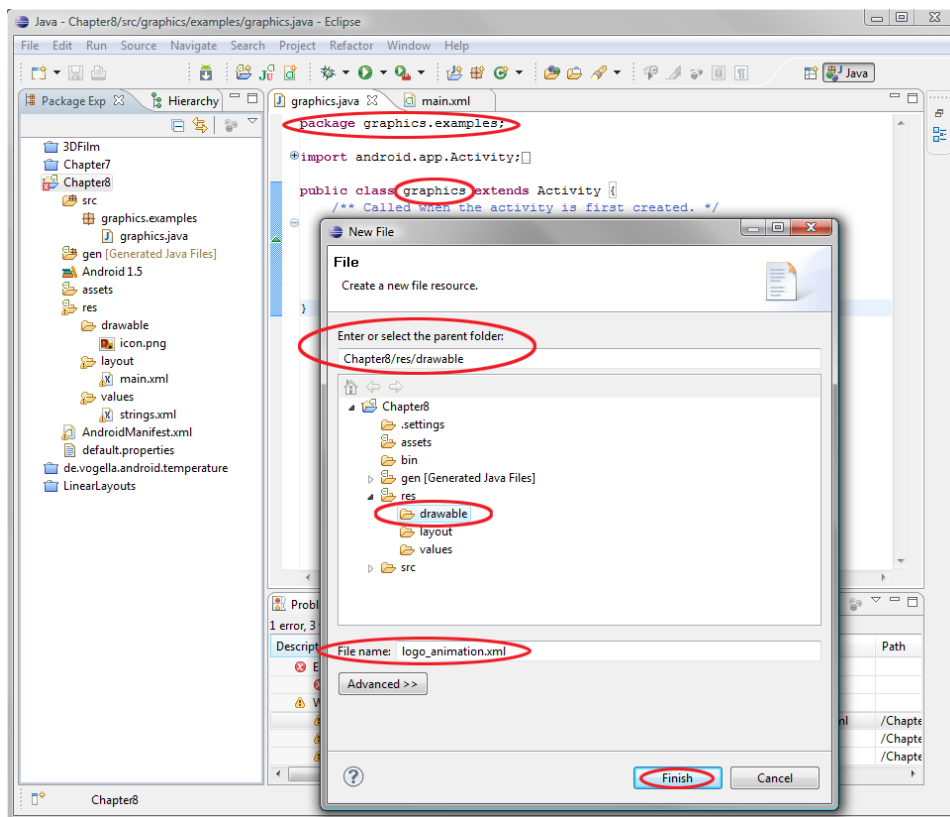 Java - Chapter8/src/graphics/examples/graphics.java - Eclipse
File Edit Run Source Navigate Search Project Refactor Window Help
Java
Package Exp
Hierarchy
3DFilm
Chapter7
Chapter8
src
graphics.examples
graphics.java
gen [Generated Java Files]
Android 1.5
assets
res
drawable
icon.png
layout
main.xml
values
strings.xml
AndroidManifest.xml
default.properties
de.vogella.android.temperature
LinearLayouts
graphics.java
main.xml
package graphics.examples;
import android.app.Activity;
public class graphics extends Activity {
/** Called when the activity is first created. */
}
New File
File
Create a new file resource.
Enter or select the parent folder:
Chapter8/res/drawable
Chapter8
.settings
assets
bin
gen [Generated Java Files]
res
drawable
layout
values
src
File name: logo_animation.xml
Advanced >>
Finish Cancel
Probl
1 error, 3
Descript
Path
E
W
ml /Chapte
/Chapte
/Chapte
Chapter8